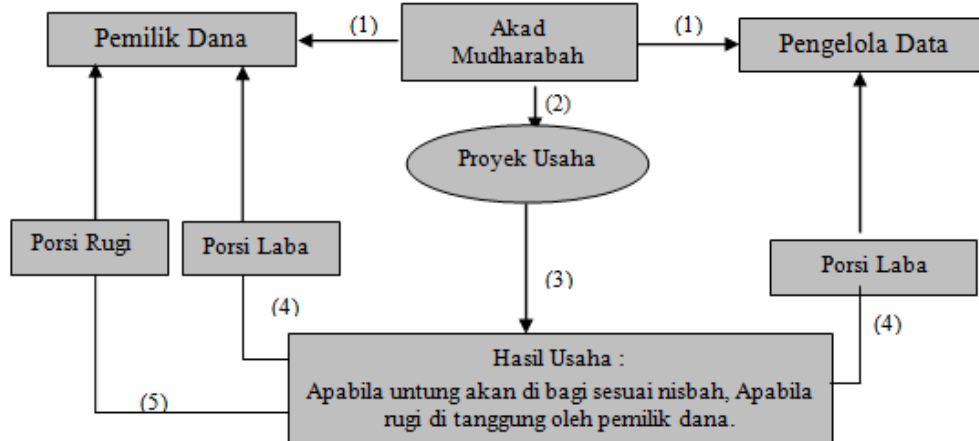 (1)
Akad
Mudharabah
(1)
Pemilik Dana
Pengelola Data
(2)
Proyek Usaha
Porsi Rugi
Porsi Laba
(3)
Porsi Laba
(4)
(4)
Hasil Usaha :
Apabila untung akan di bagi sesuai nisbah, Apabila
rugi di tanggung oleh pemilik dana.
(5)